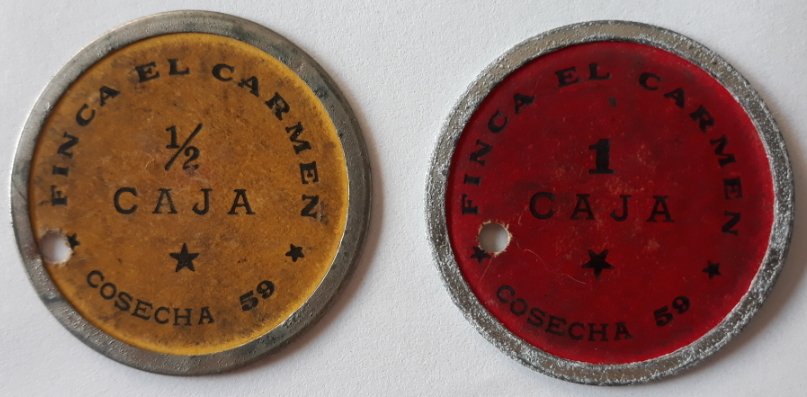 FINCA EL CARMEN
½
CAJA
COSECHA 59
FINCA EL CARMEN
1
CAJA
COSECHA 59